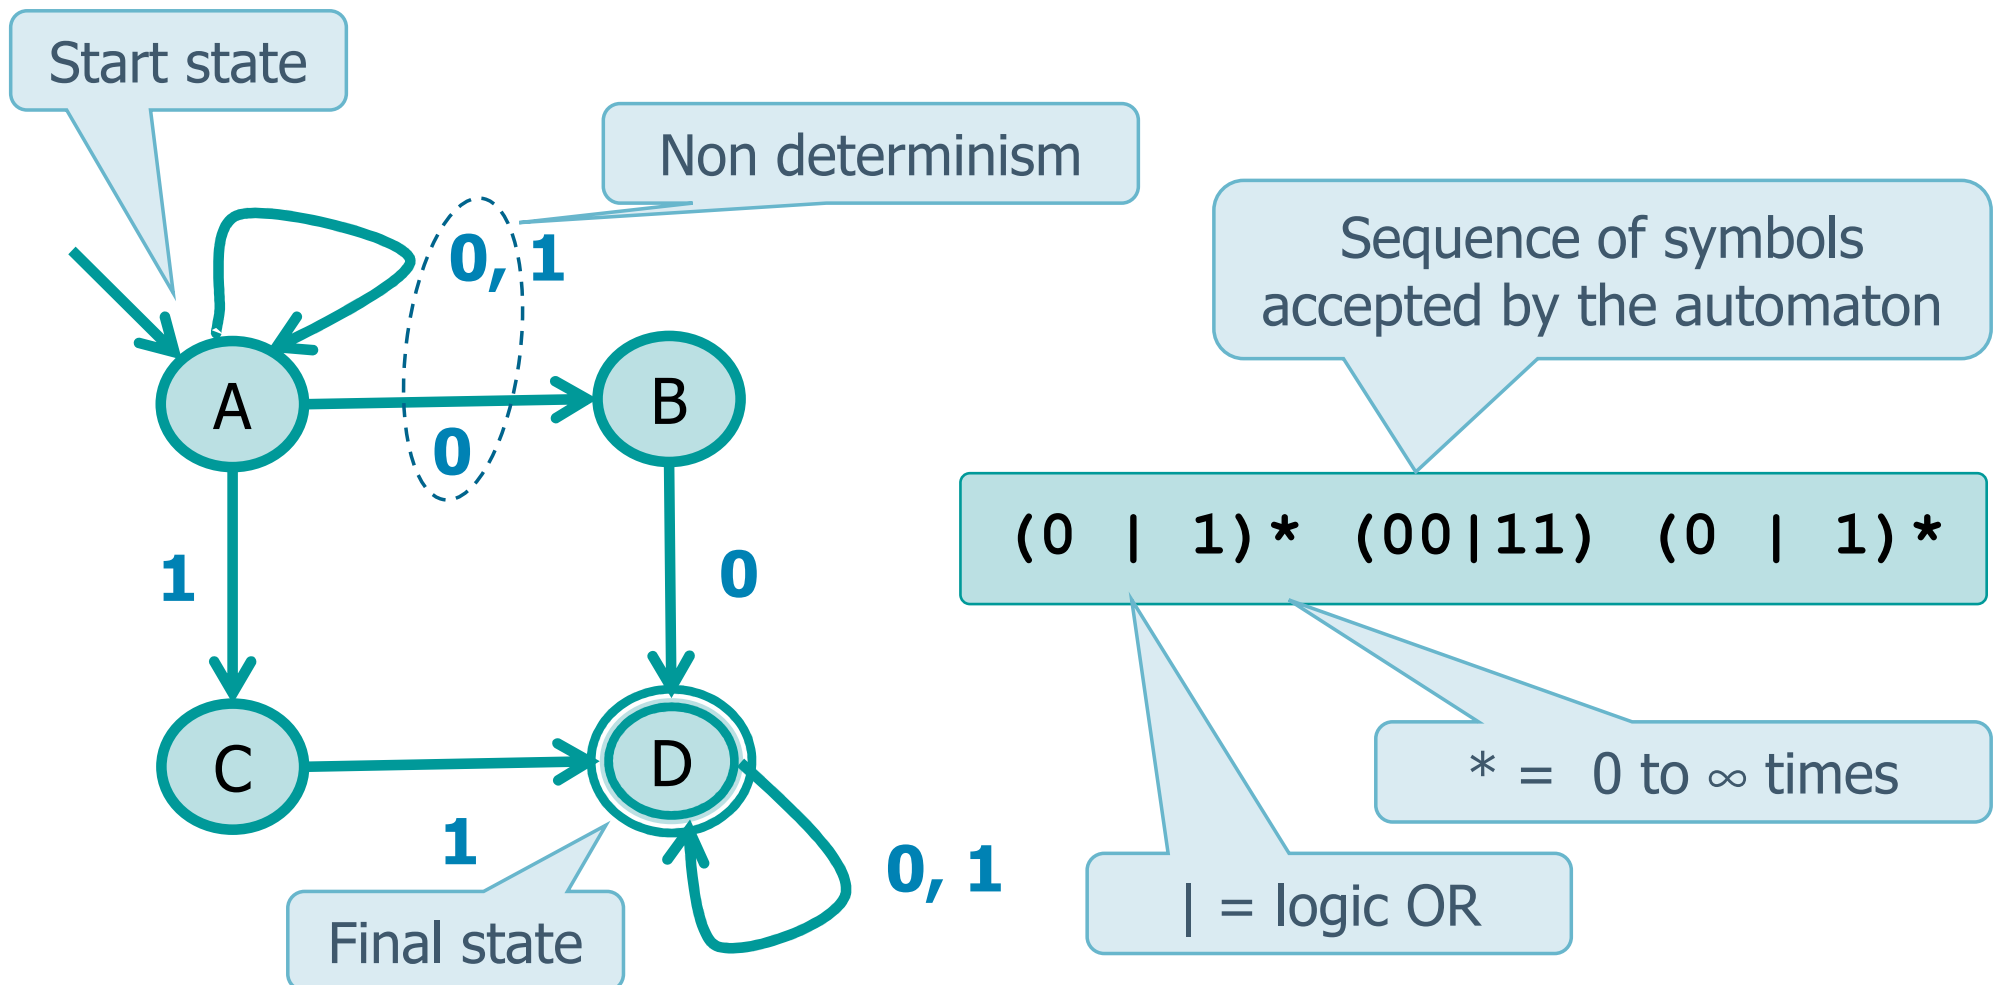 Start state
Non determinism
0, 1
Sequence of symbols
accepted by the automaton
A
B
0
(0 | 1)* (00|11) (0 | 1)*
1
0
C
D
* = 0 to ∞ times
1
0, 1
| = logic OR
Final state